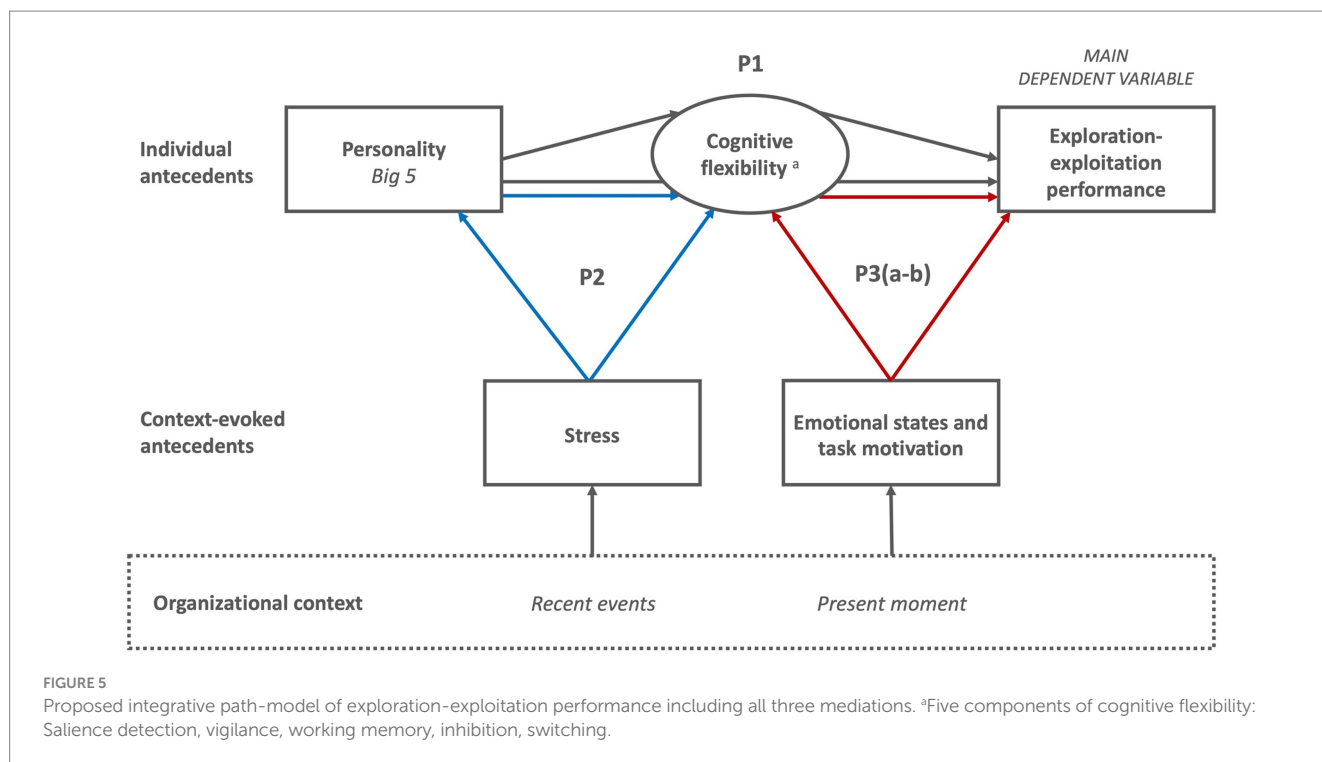 P1
MAIN
DEPENDENT VARIABLE
Individual
antecedents
Personality
Big 5
Cognitive
flexibility a
Exploration-
exploitation
performance
P2
P3(a-b)
Context-evoked
antecedents
Stress
Emotional states and
task motivation
Organizational context
Recent events
Present moment
FIGURE 5
Proposed integrative path-model of exploration-exploitation performance including all three mediations. aFive components of cognitive flexibility:
Salience detection, vigilance, working memory, inhibition, switching.